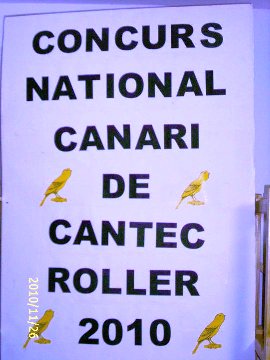 CONCURS
NATIONAL
CANARI
DE
CANTEC
ROLLER
2010
2010/11/26